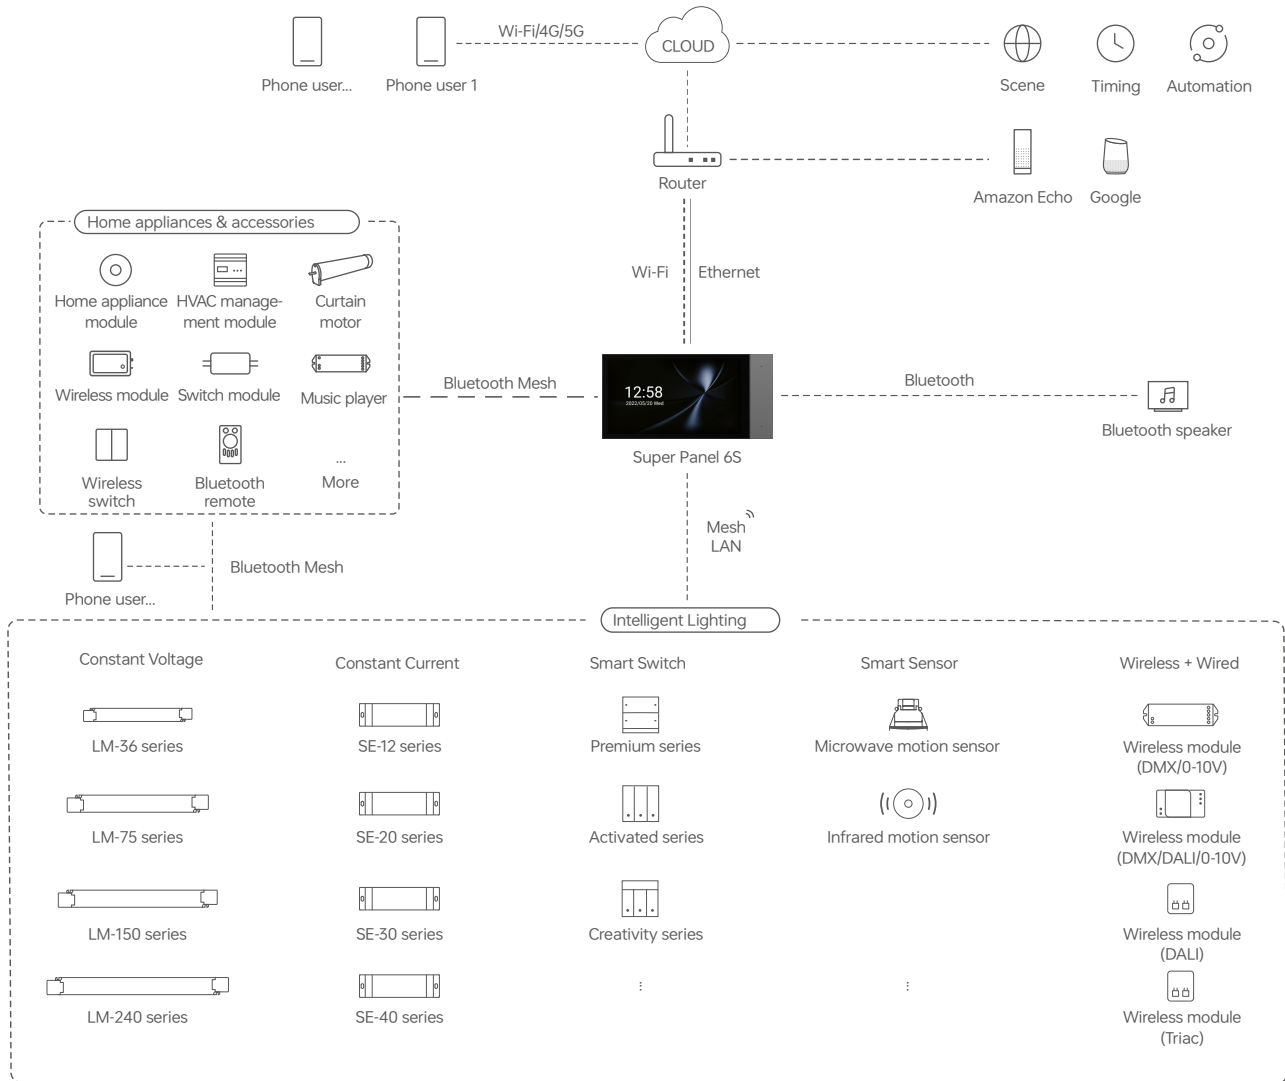 Wi-Fi/4G/5G
CLOUD
Phone user...
Phone user 1
Scene
Timing
Automation
Router
Amazon Echo
Google
Home appliances & accessories
Wi-Fi
Ethernet
Home appliance
module
HVAC manage-
ment module
Curtain
motor
Wireless module
Switch module
Music player
Bluetooth Mesh
12:58
2022/05/20 Wed
Bluetooth
Bluetooth speaker
Super Panel 6S
Wireless
switch
Bluetooth
remote
...
More
Mesh
LAN
Phone user...
Bluetooth Mesh
Intelligent Lighting
Constant Voltage
Constant Current
Smart Switch
Smart Sensor
Wireless + Wired
LM-36 series
SE-12 series
Premium series
Microwave motion sensor
Wireless module
(DMX/0-10V)
LM-75 series
SE-20 series
Activated series
Infrared motion sensor
Wireless module
(DMX/DALI/0-10V)
LM-150 series
SE-30 series
Creativity series
Wireless module
(DALI)
LM-240 series
SE-40 series
Wireless module
(Triac)